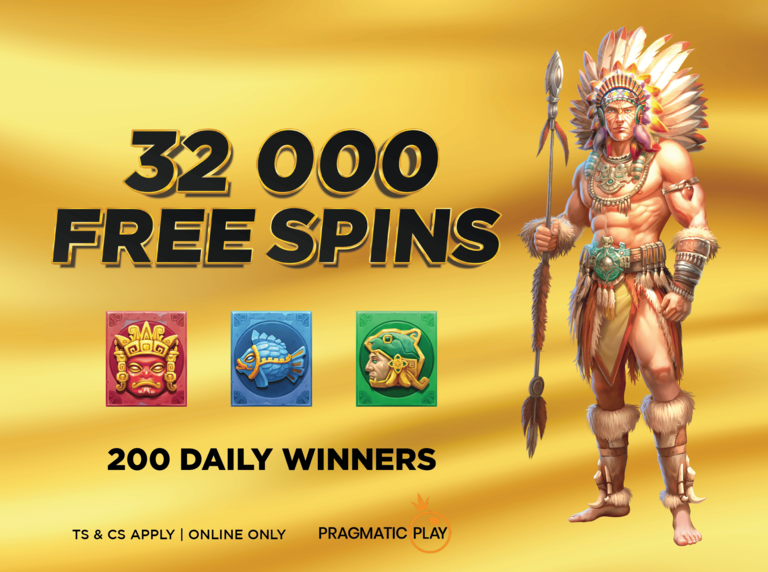 32 000
FREE SPINS
200 DAILY WINNERS
TS & CS APPLY | ONLINE ONLY
PRAGMATIC PLAY